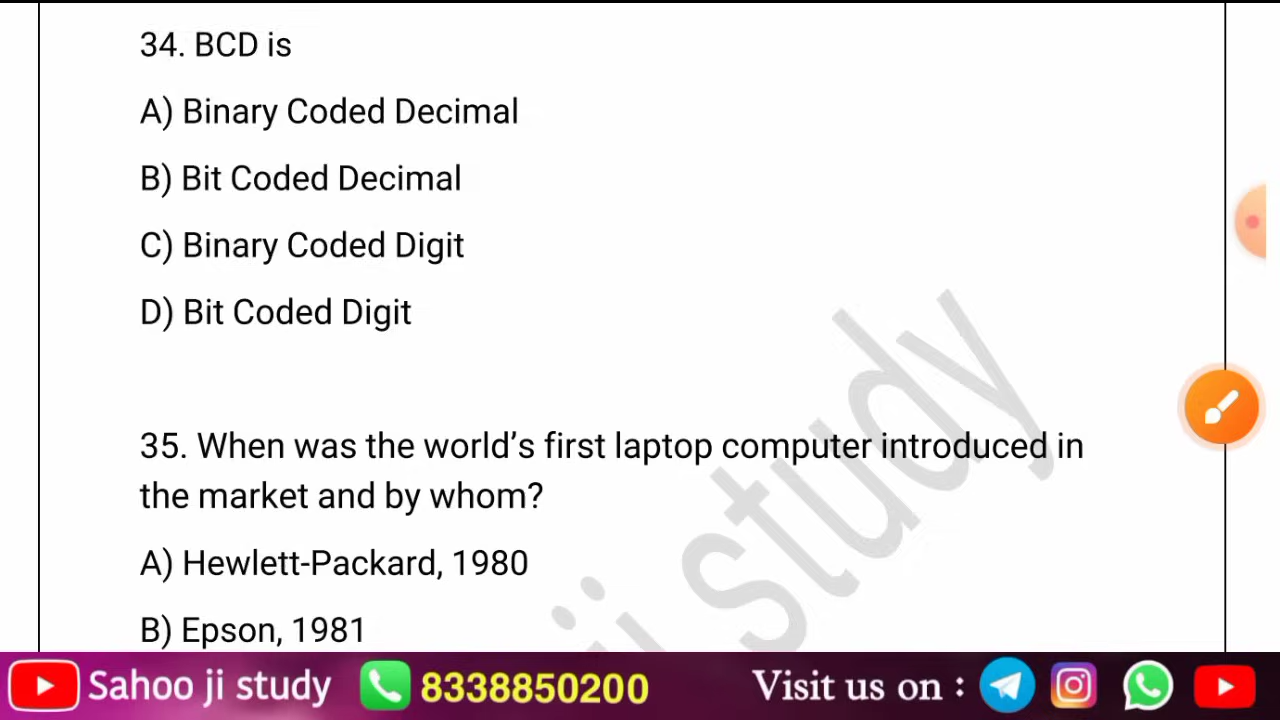 34. BCD is
A) Binary Coded Decimal
B) Bit Coded Decimal
C) Binary Coded Digit
D) Bit Coded Digit
35. When was the world’s first laptop computer introduced in
the market and by whom?
A) Hewlett-Packard, 1980
B) Epson, 1981
ji study
Sahoo ji study 8338850200 Visit us on :